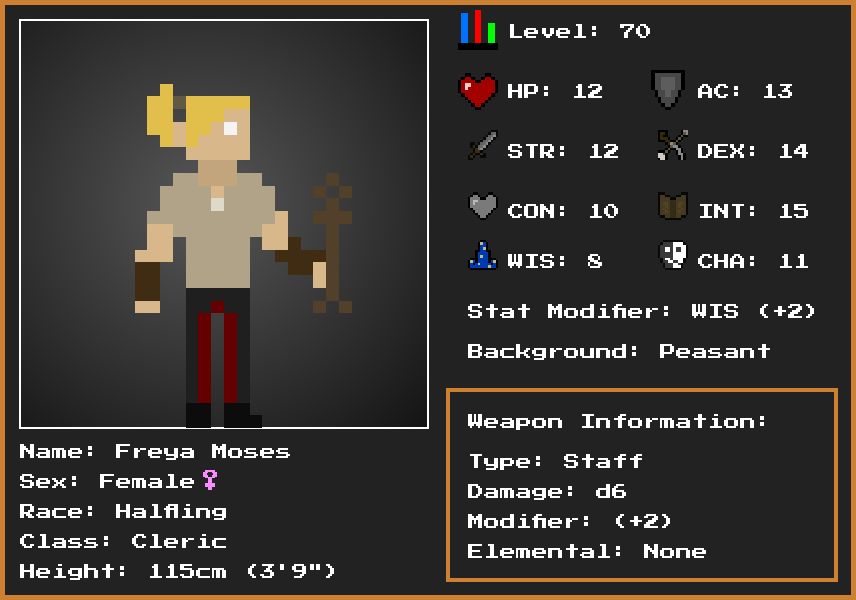 Level: 70
HP: 12 AC: 13
STR: 12 DEX: 14
CON: 10 INT: 15
WIS: 8 CHA: 11
Stat Modifier: WIS (+2)
Background: Peasant
Weapon Information:
Type: Staff
Damage: d6
Modifier: (+2)
Elemental: None
Name: Freya Moses
Sex: Female♀
Race: Halfling
Class: Cleric
Height: 115cm (3'9")